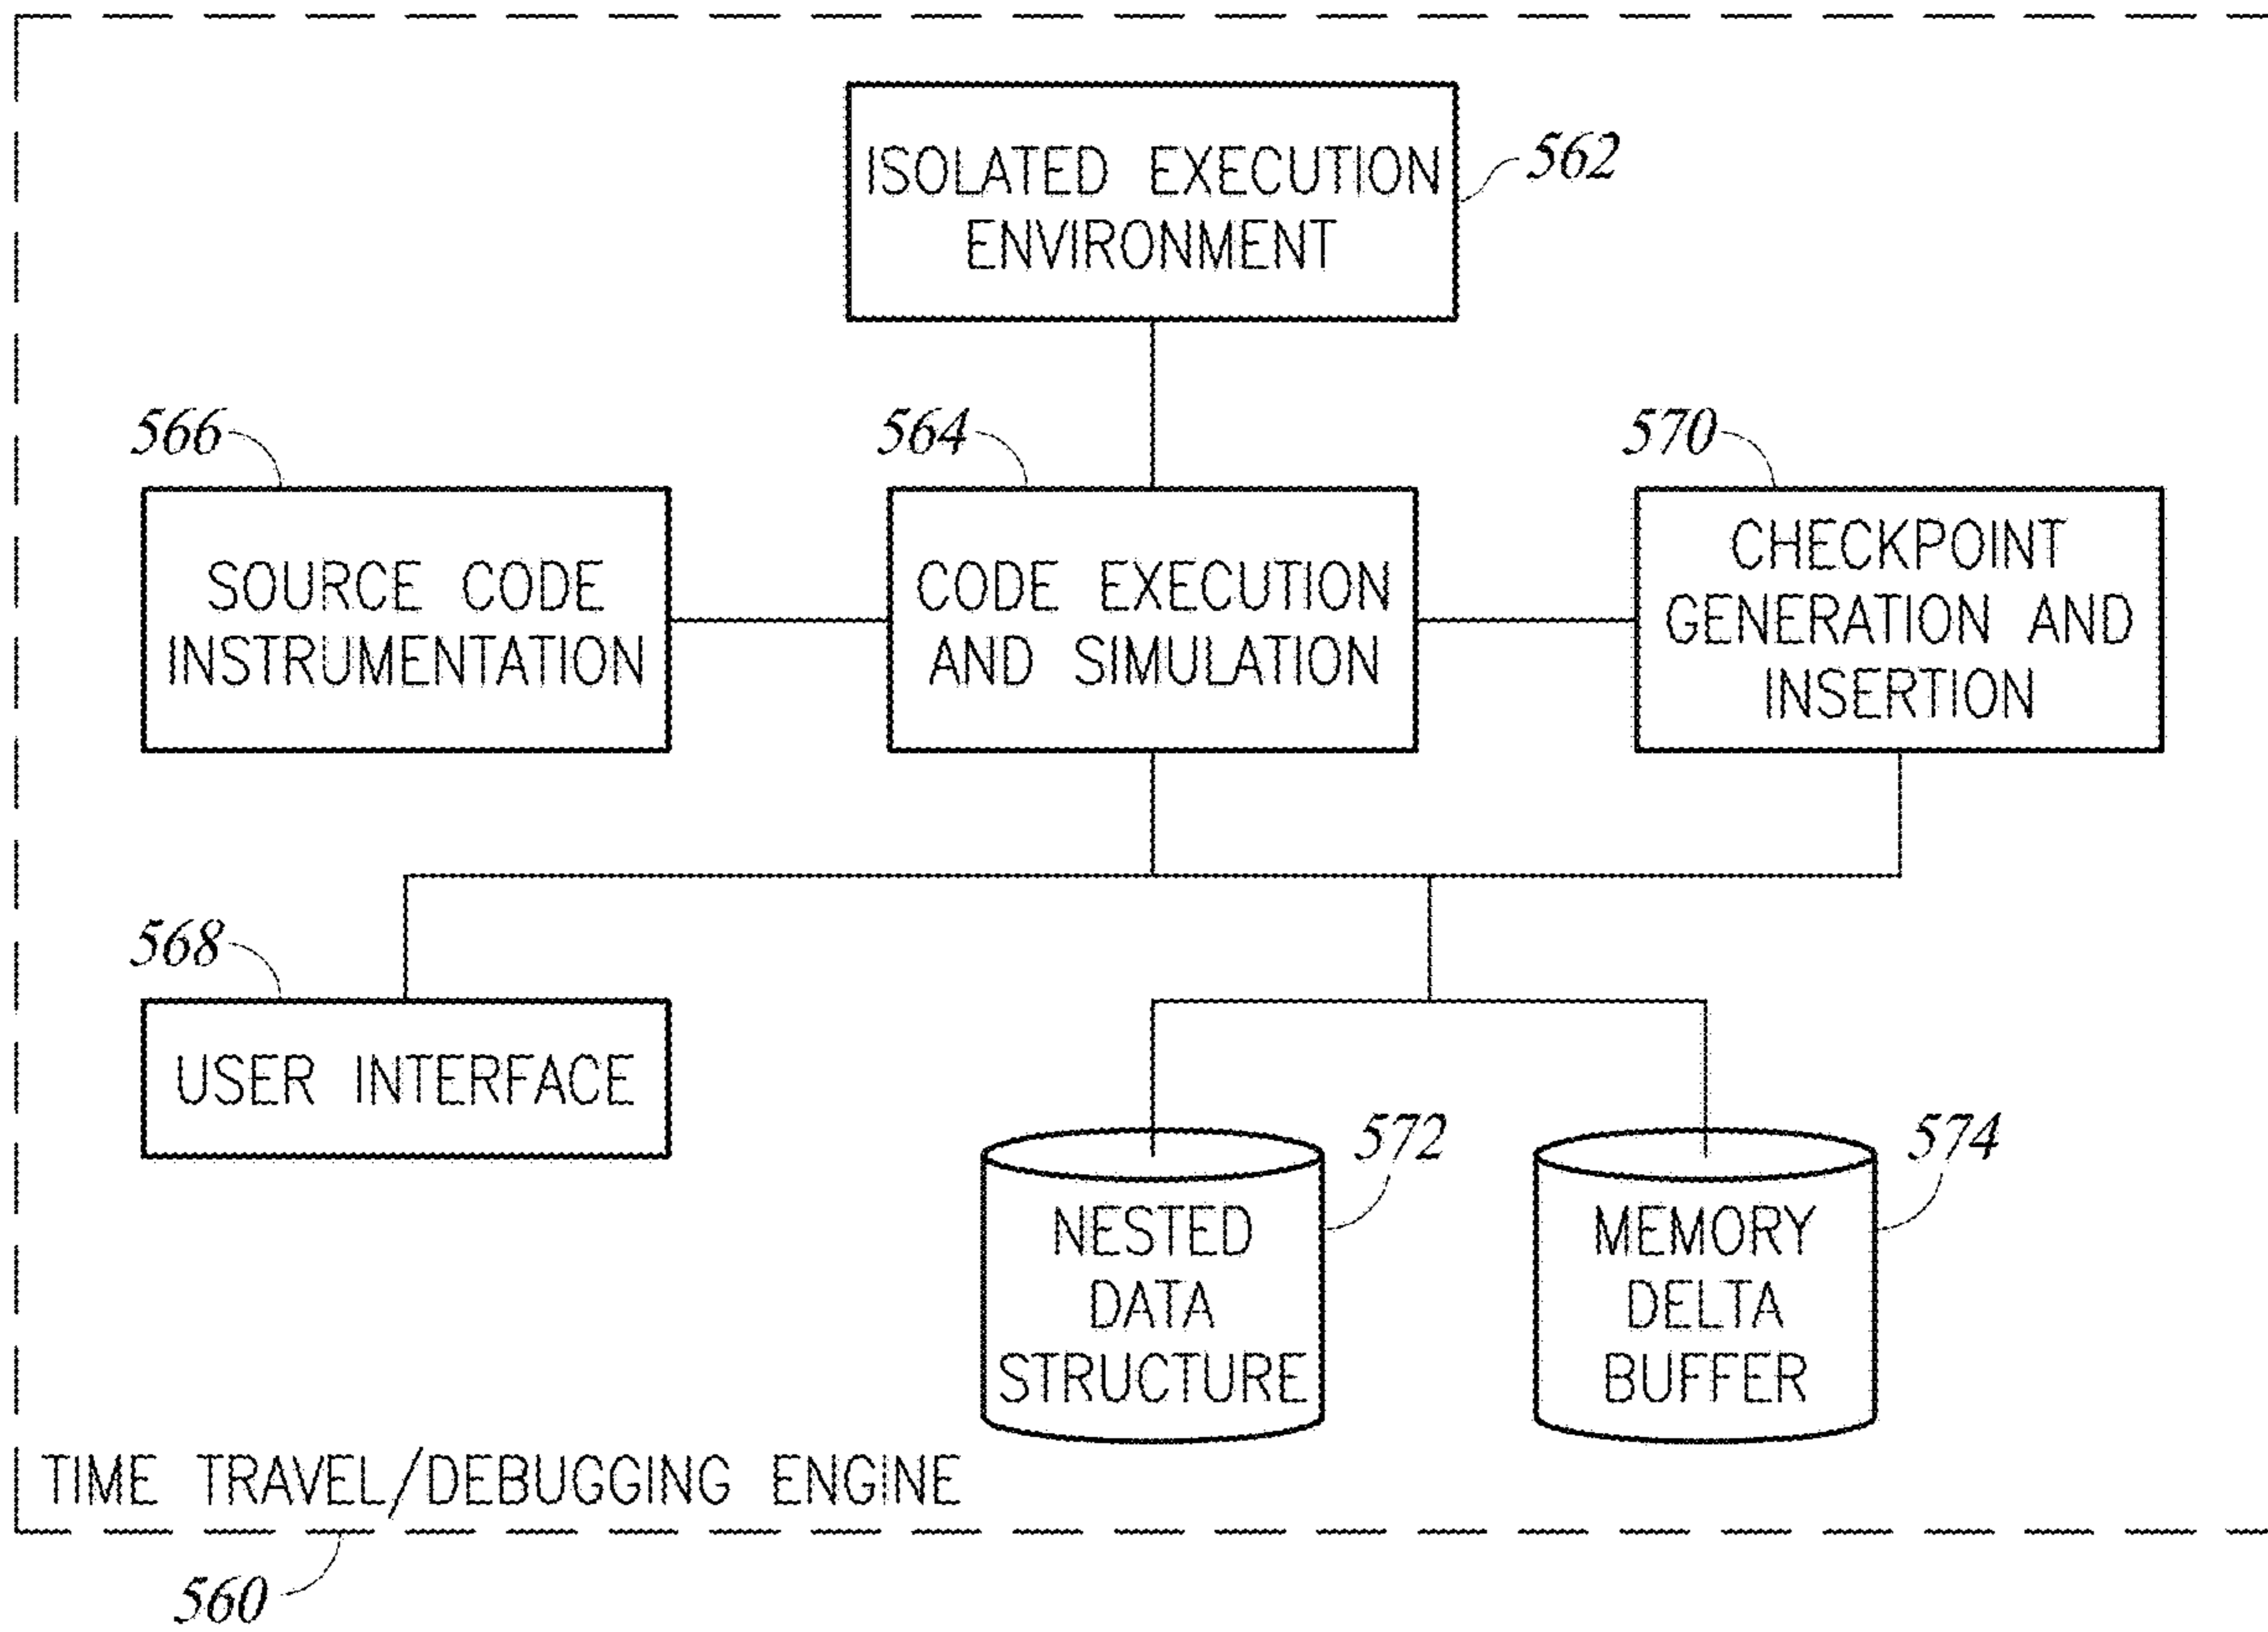 ISOLATED EXECUTION
ENVIRONMENT
562
566
564
570
SOURCE CODE
INSTRUMENTATION
CODE EXECUTION
AND SIMULATION
CHECKPOINT
GENERATION AND
INSERTION
568
USER INTERFACE
572
574
NESTED
DATA
STRUCTURE
MEMORY
DELTA
BUFFER
TIME TRAVEL/DEBUGGING ENGINE
560